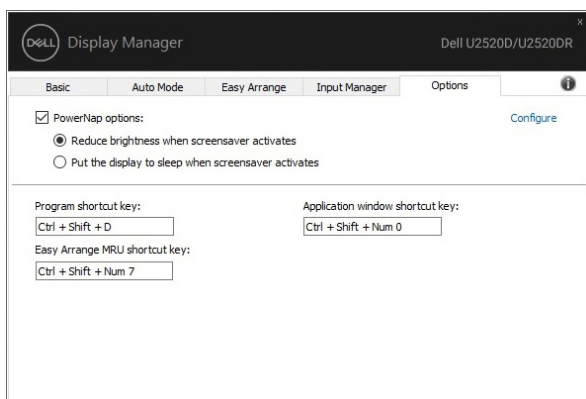 x
DELL Display Manager Dell U2520D/U2520DR
Basic Auto Mode Easy Arrange Input Manager Options i
PowerNap options: Configure
Reduce brightness when screensaver activates
Put the display to sleep when screensaver activates
Program shortcut key: Application window shortcut key:
Ctrl + Shift + D Ctrl + Shift + Num 0
Easy Arrange MRU shortcut key:
Ctrl + Shift + Num 7